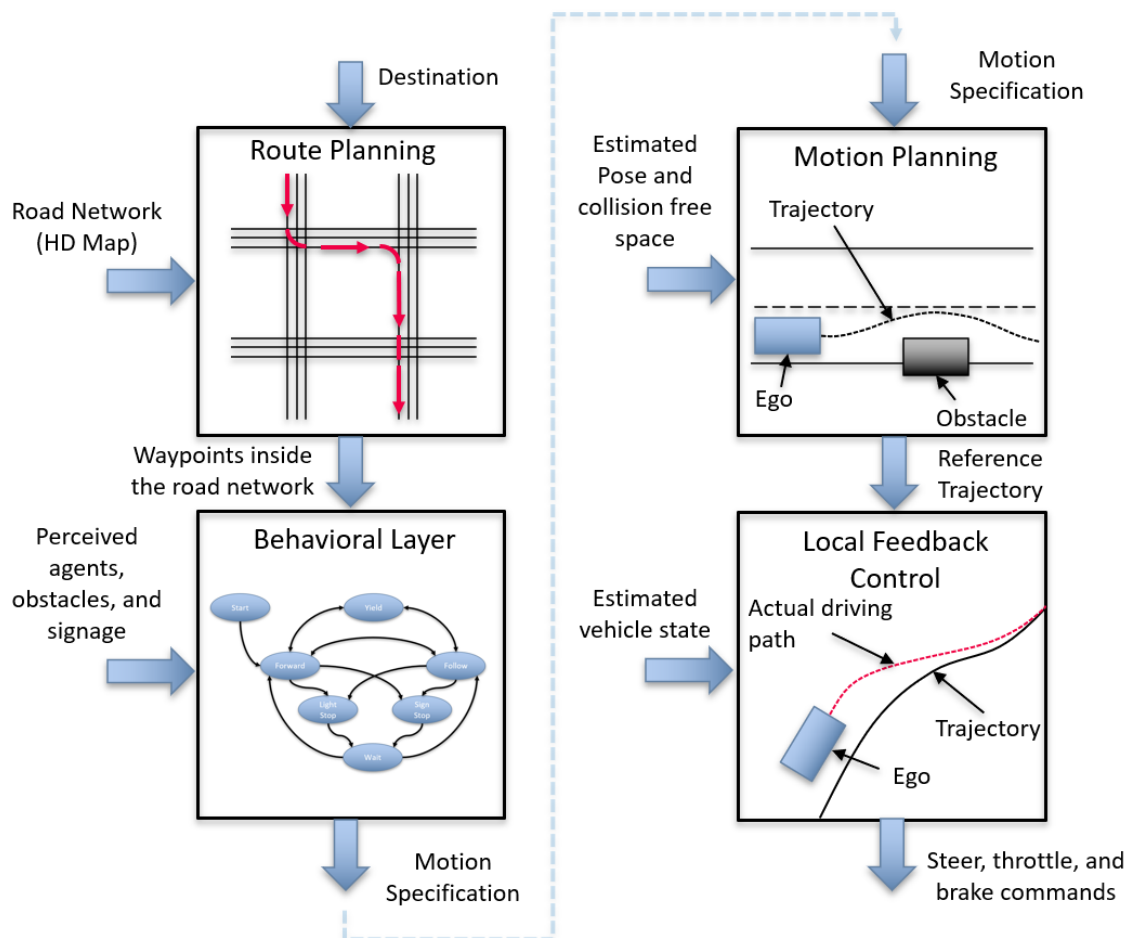 Destination
Route Planning
Road Network
(HD Map)
Waypoints inside
the road network
Behavioral Layer
Perceived
agents,
obstacles, and
signage
Start
Yield
Forward
Follow
Light
Stop
Sign
Stop
Wait
Motion
Specification
Motion
Specification
Motion Planning
Estimated
Pose and
collision free
space
Trajectory
Ego
Obstacle
Reference
Trajectory
Local Feedback
Control
Estimated
vehicle state
Actual driving
path
Trajectory
Ego
Steer, throttle, and
brake commands